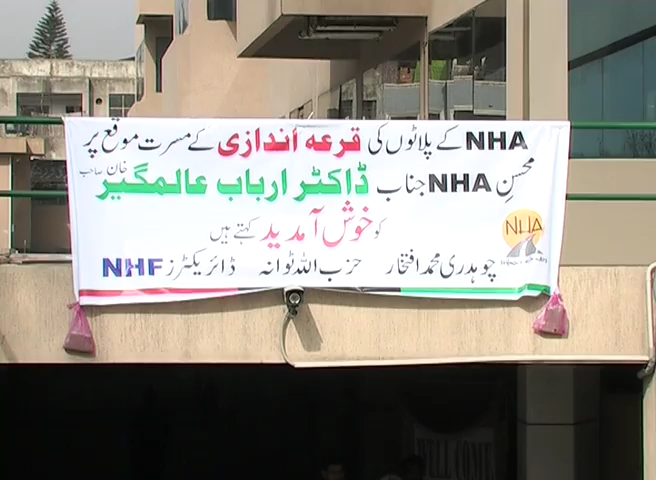 NHA کے پلاٹوں کی قرعہ اندازی کے مسرت موقع پر
محسنِ NHA جناب ڈاکٹر ارباب عالمگیر خان صاحب
کو خوش آمدید کہتے ہیں
NHA
چوہدری محمد افتخار حزب اللہ ٹوانہ ڈائریکٹرز NHF
WELCOME